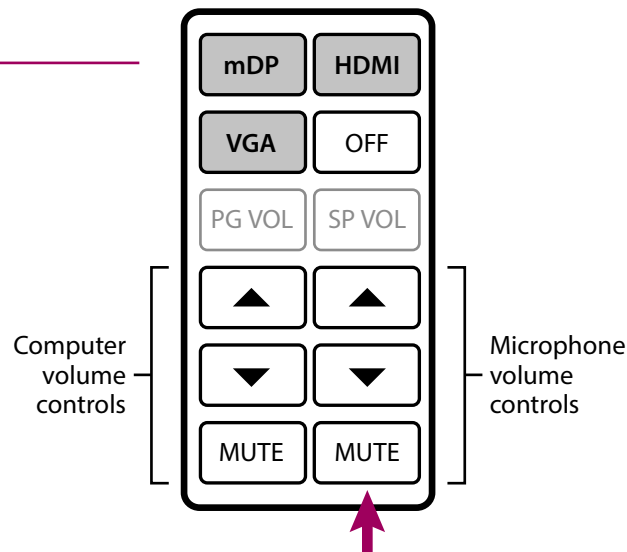 mDP
HDMI
VGA
OFF
PG VOL
SP VOL
Computer
volume
controls
Microphone
volume
controls
MUTE
MUTE